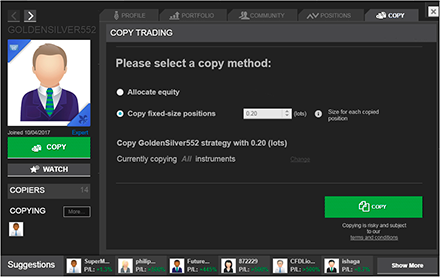 PROFILE
PORTFOLIO
COMMUNITY
POSITIONS
COPY
GOLDENSILVER552
COPY TRADING
Please select a copy method:
Allocate equity
Copy fixed-size positions 0.20 (lots) Size for each copied
position
Joined 10/04/2017 Expert
COPY
WATCH
COPIERS 14
COPYING More...
Copy GoldenSilver552 strategy with 0.20 (lots)
Currently copying All instruments Change
COPY
Copying is risky and subject
to our
terms and conditions
Suggestions
SuperM...
P/L:
philip...
P/L:
Future...
P/L:
872229
P/L:
CFDLio...
P/L:
ishaga
P/L:
Show More